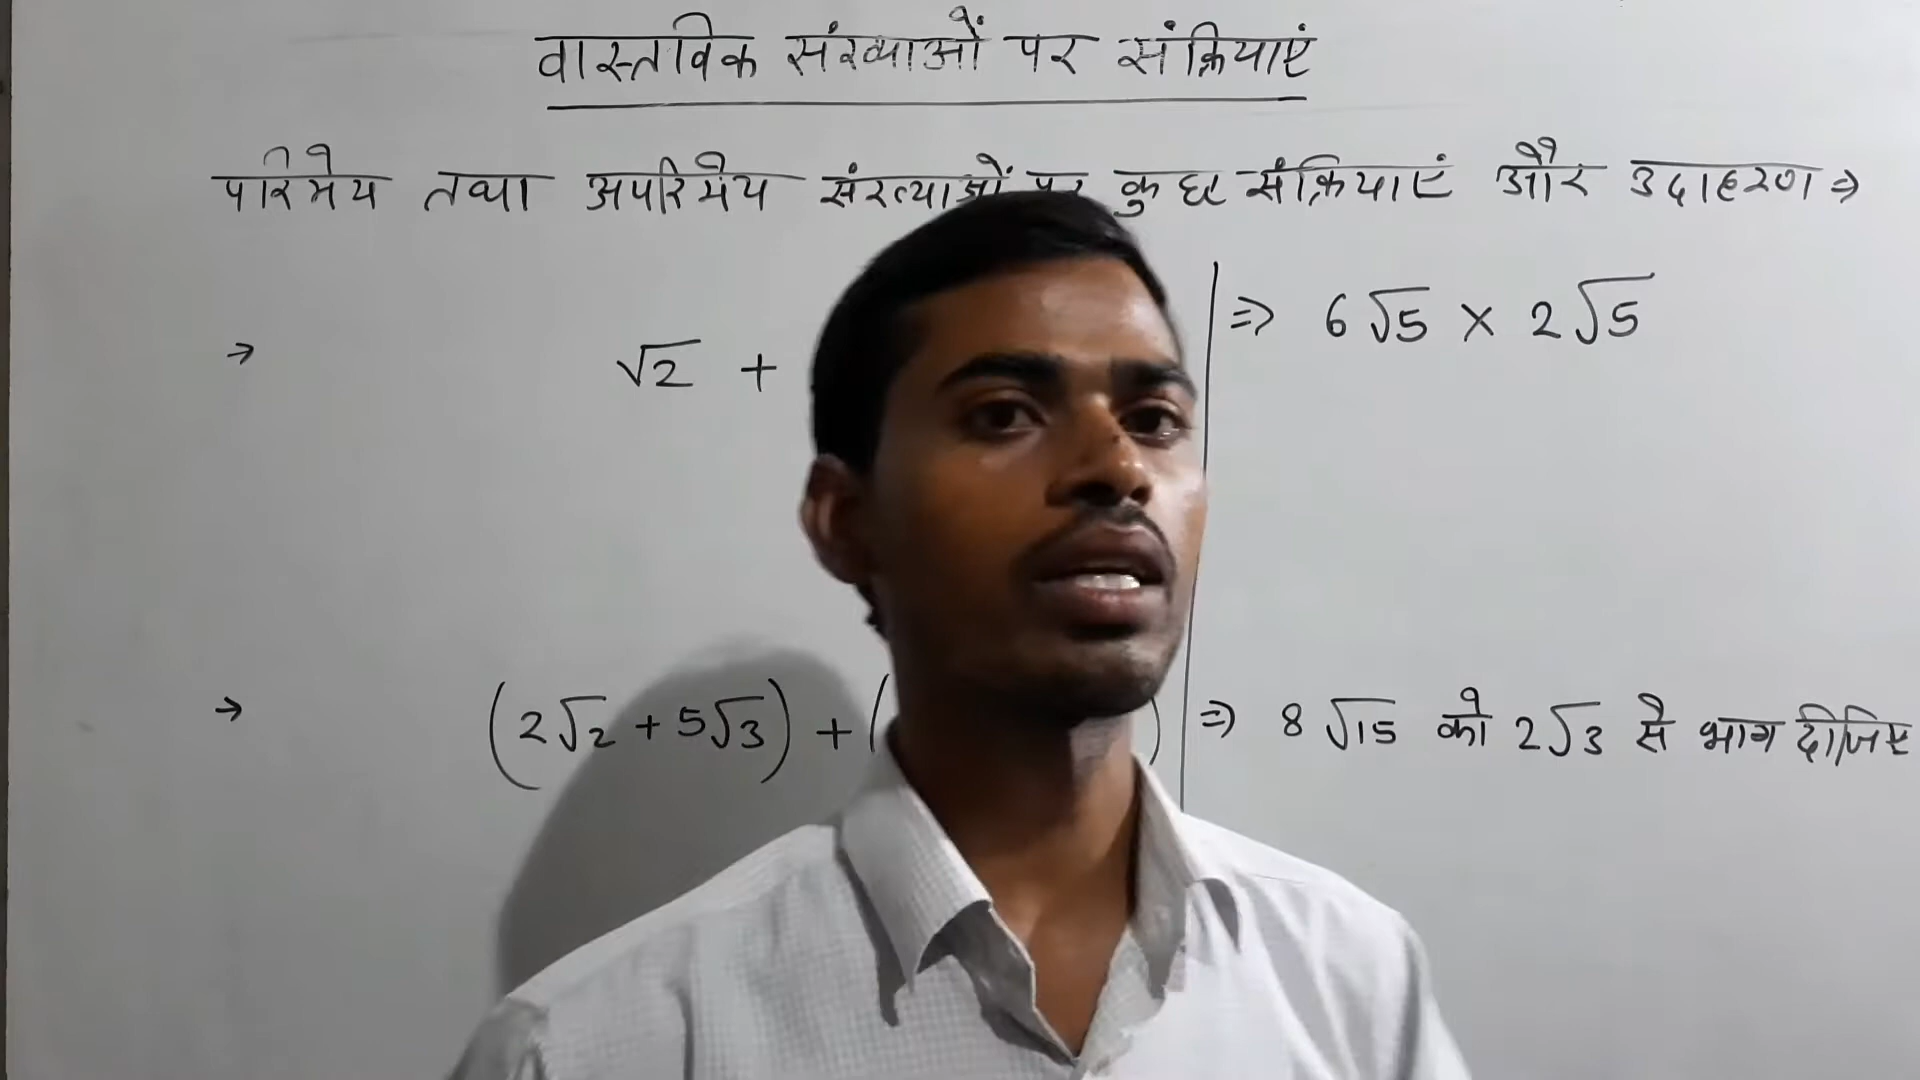 वास्तविक संख्याओं पर संक्रियाएं
परिमेय तथा अपरिमेय संख्याओं पर कुछ संक्रियाएं और उदाहरण ⇒
→ √2 +
⇒ 6√5 × 2√5
→ (2√2 + 5√3) + ( )
⇒ 8√15 को 2√3 से भाग दीजिए